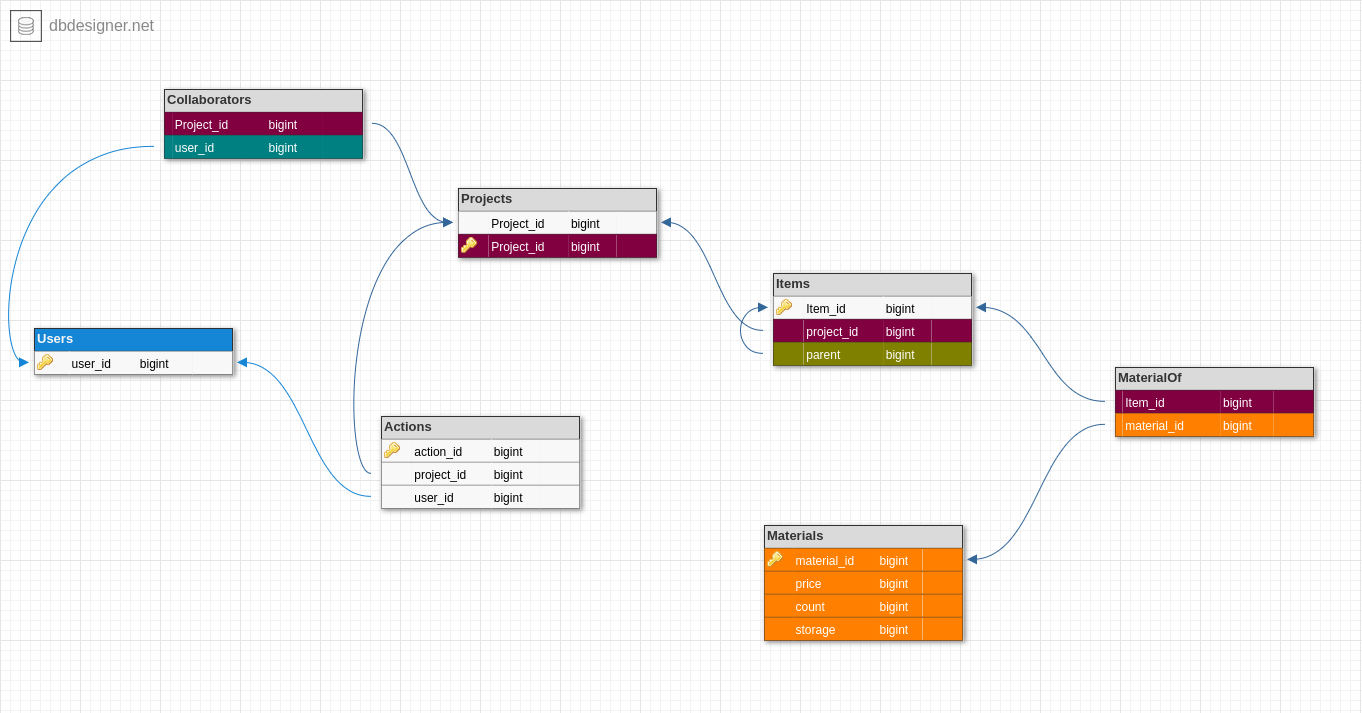 dbdesigner.net
Collaborators
Project_id bigint
user_id bigint
Projects
Project_id bigint
Project_id bigint
Items
Item_id bigint
project_id bigint
parent bigint
Users
user_id bigint
MaterialOf
Item_id bigint
material_id bigint
Actions
action_id bigint
project_id bigint
user_id bigint
Materials
material_id bigint
price bigint
count bigint
storage bigint